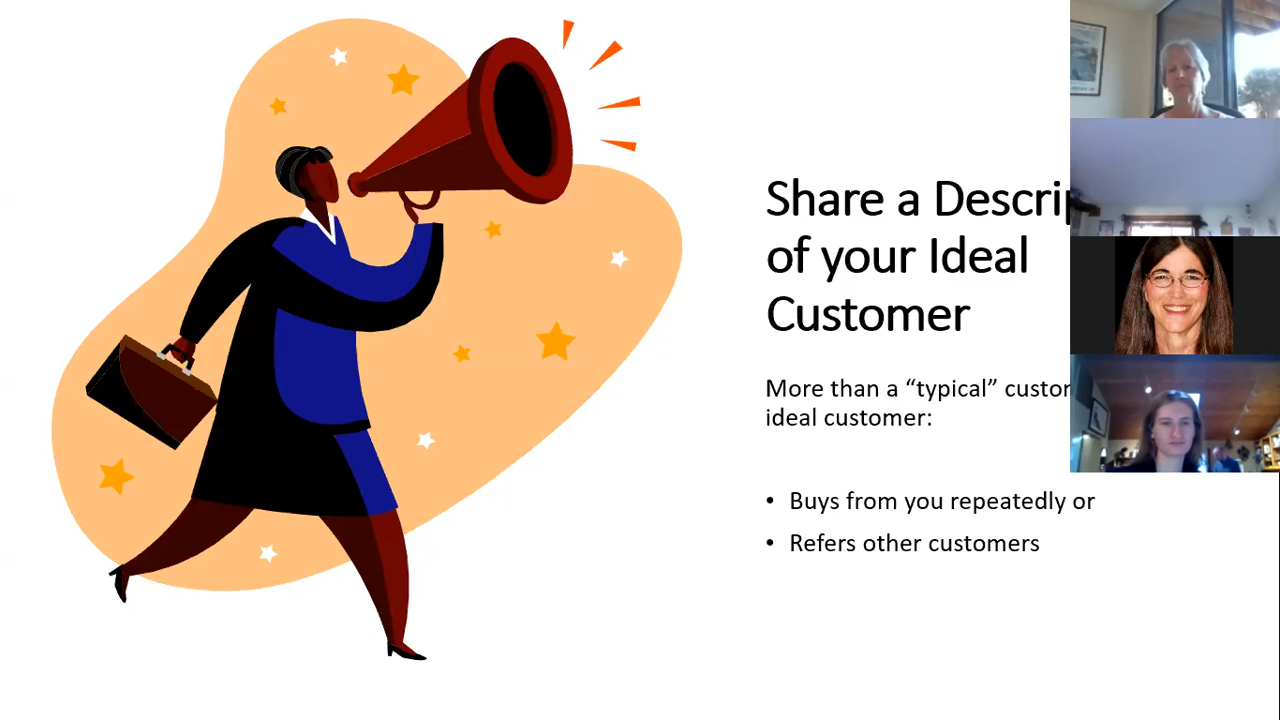 Share a Descrip
of your Ideal
Customer
More than a “typical” custor
ideal customer:
• Buys from you repeatedly or
• Refers other customers